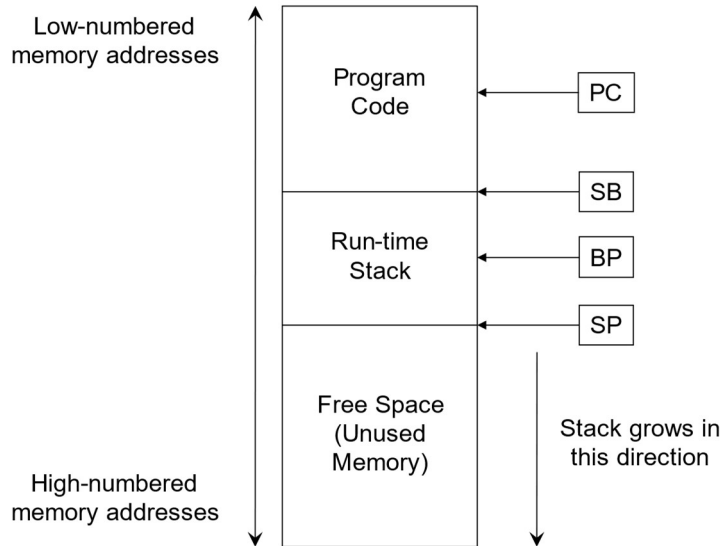 Low-numbered
memory addresses
Program
Code
PC
SB
Run-time
Stack
BP
SP
Free Space
(Unused
Memory)
Stack grows in
this direction
High-numbered
memory addresses